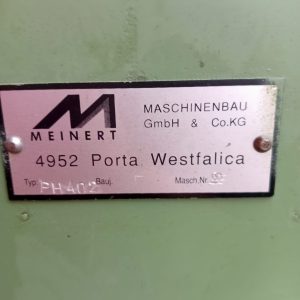 MASCHINENBAU
MEINERT GmbH & Co.KG
4952 Porta Westfalica
Typ. PH402 Bauj. Masch.Nr.